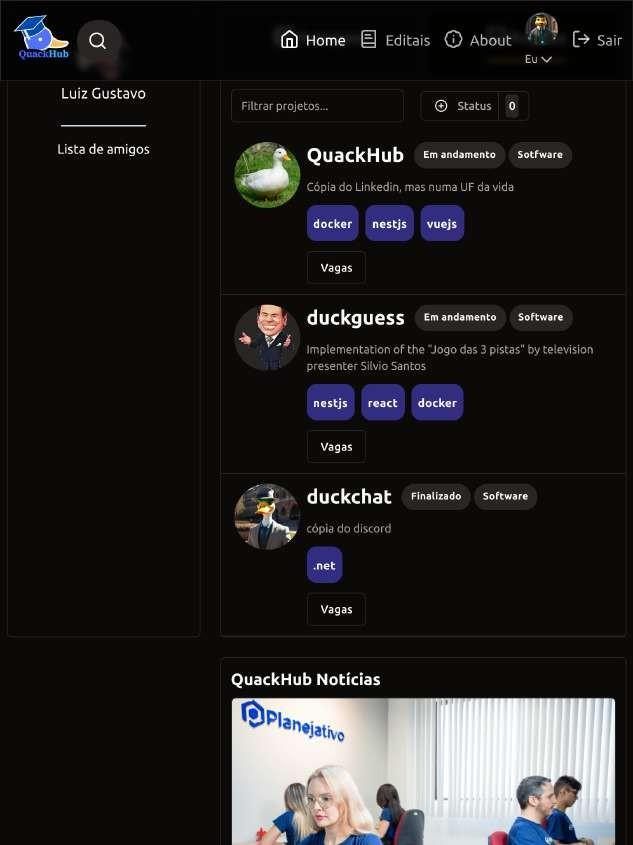 QuackHub
Home
Editais
About
Eu
Sair
Luiz Gustavo
Lista de amigos
Filtrar projetos...
Status
0
QuackHub
Em andamento
Sotfware
Cópia do Linkedin, mas numa UF da vida
docker
nestjs
vuejs
Vagas
duckguess
Em andamento
Software
Implementation of the "Jogo das 3 pistas" by television
presenter Silvio Santos
nestjs
react
docker
Vagas
duckchat
Finalizado
Software
cópia do discord
.net
Vagas
QuackHub Notícias
Planejativo